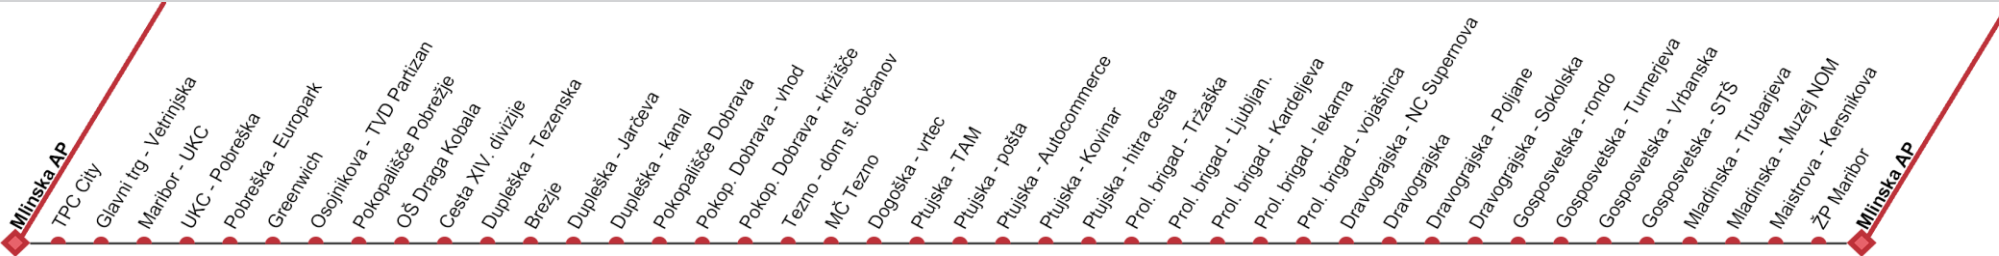 Mlinska AP
TPC City
Glavni trg - Vetrinjska
Maribor - UKC
UKC - Pobreška
Pobreška - Europark
Greenwich
Osojnikova - TVD Partizan
Pokopališče Pobrežje
OŠ Draga Kobala
Cesta XIV. divizije
Dupleška - Tezenska
Brezje
Dupleška - Jarčeva
Dupleška - kanal
Pokopališče Dobrava
Pokop. Dobrava - vhod
Pokop. Dobrava - križišče
Tezno - dom st. občanov
MČ Tezno
Dogoška - vrtec
Ptujska - TAM
Ptujska - pošta
Ptujska - Autocommerce
Ptujska - Kovinar
Ptujska - hitra cesta
Prol. brigad - Tržaška
Prol. brigad - Ljubljan.
Prol. brigad - Kardeljeva
Prol. brigad - lekarna
Prol. brigad - vojašnica
Dravograjska - NC Supernova
Dravograjska
Dravograjska - Poljane
Dravograjska - Sokolska
Gosposvetska - rondo
Gosposvetska - Turnerjeva
Gosposvetska - Vrbanska
Gosposvetska - STŠ
Mladinska - Trubarjeva
Mladinska - Muzej NOM
Maistrova - Kersnikova
ŽP Maribor
Mlinska AP